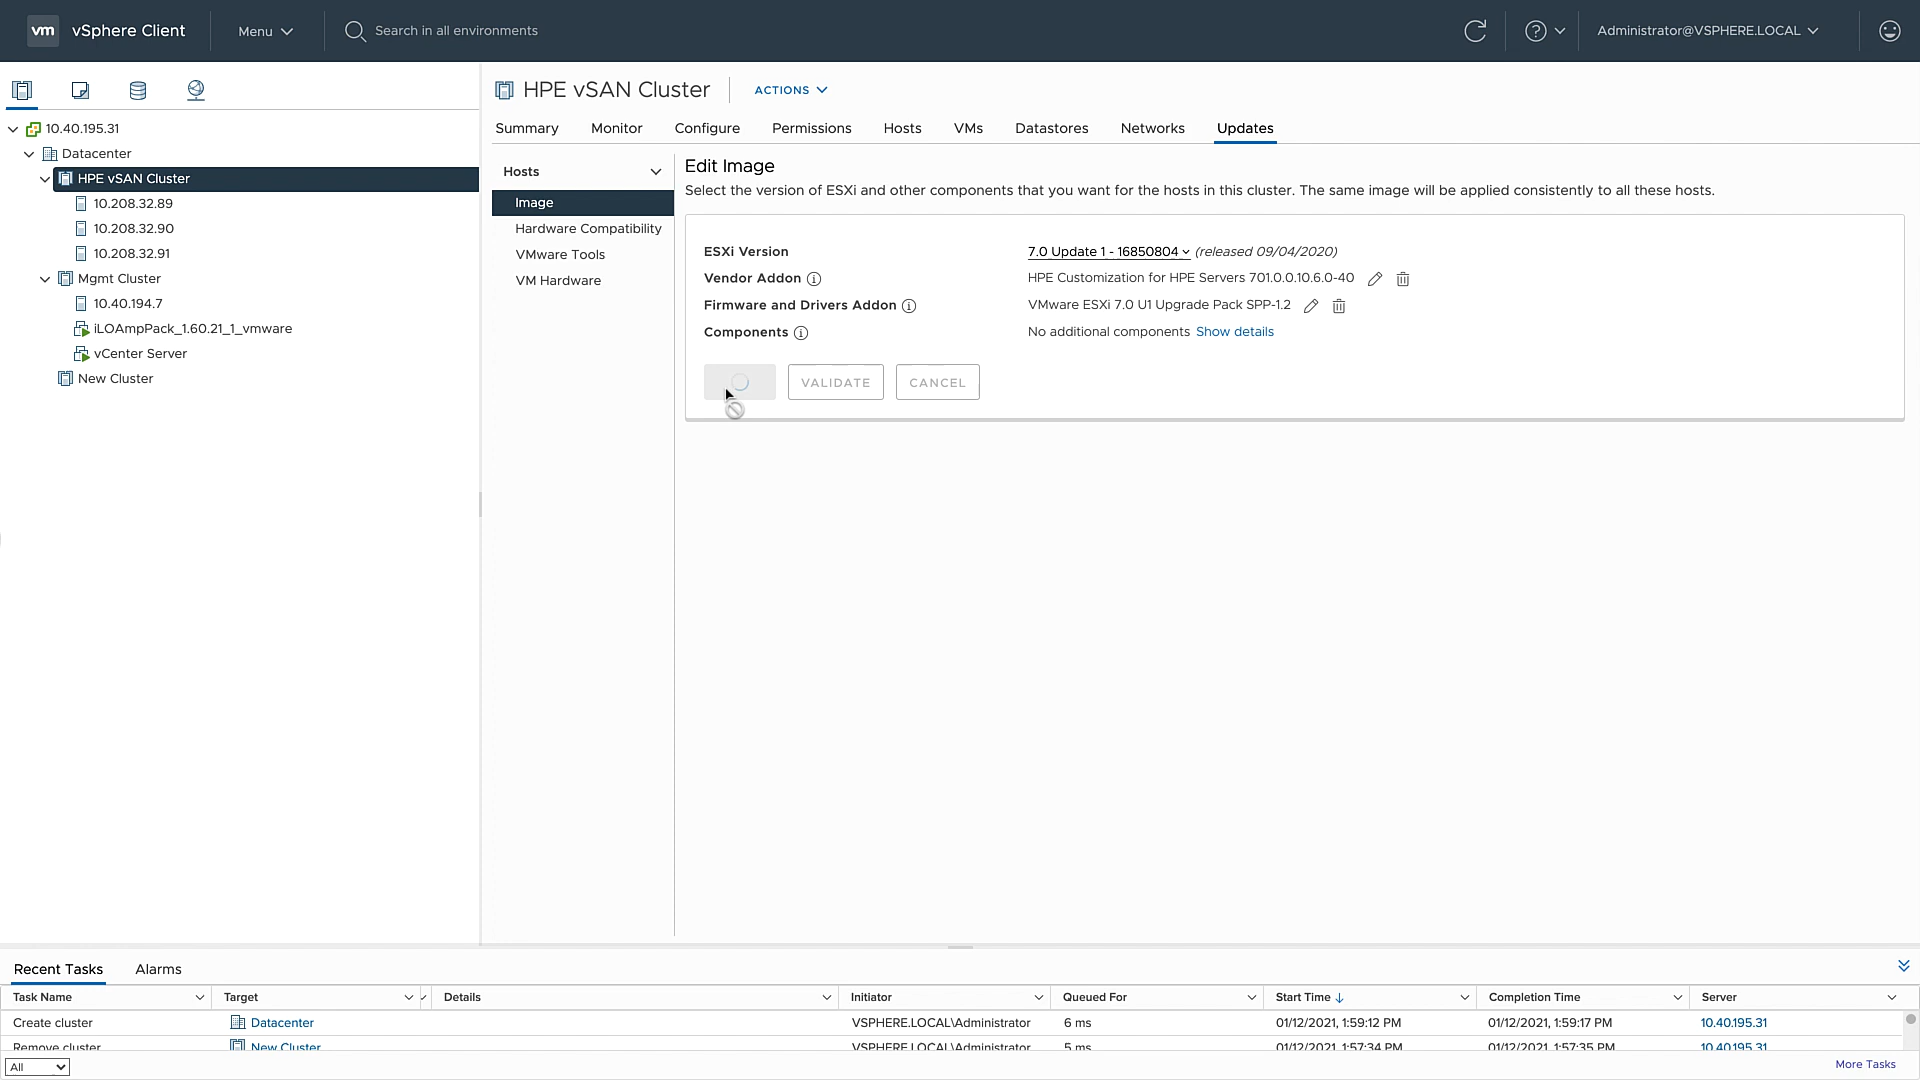 vm vSphere Client Menu Search in all environments Administrator@VSPHERE.LOCAL
10.40.195.31
Datacenter
HPE vSAN Cluster
10.208.32.89
10.208.32.90
10.208.32.91
Mgmt Cluster
10.40.194.7
iLOAmpPack_1.60.21_1_vmware
vCenter Server
New Cluster
HPE vSAN Cluster ACTIONS
Summary Monitor Configure Permissions Hosts VMs Datastores Networks Updates
Hosts
Image
Hardware Compatibility
VMware Tools
VM Hardware
Edit Image
Select the version of ESXi and other components that you want for the hosts in this cluster. The same image will be applied consistently to all these hosts.
ESXi Version 7.0 Update 1 - 16850804 (released 09/04/2020)
Vendor Addon HPE Customization for HPE Servers 701.0.0.10.6.0-40
Firmware and Drivers Addon VMware ESXi 7.0 U1 Upgrade Pack SPP-1.2
Components No additional components Show details
VALIDATE CANCEL
Recent Tasks Alarms
Task Name Target Details Initiator Queued For Start Time Completion Time Server
Create cluster Datacenter VSPHERE.LOCAL\Administrator 6 ms 01/12/2021, 1:59:12 PM 01/12/2021, 1:59:17 PM 10.40.195.31
Remove cluster New Cluster VSPHERE.LOCAL\Administrator 5 ms 01/12/2021, 1:57:34 PM 01/12/2021, 1:57:35 PM 10.40.195.31
All More Tasks